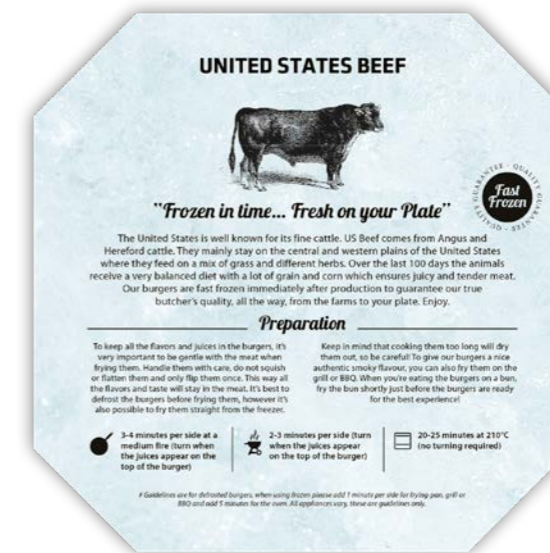 UNITED STATES BEEF
"Frozen in time... Fresh on your Plate"
QUALITY GUARANTEE · QUALITY GUARANTEE ·
Fast
Frozen
The United States is well known for its fine cattle. US Beef comes from Angus and
Hereford cattle. They mainly stay on the central and western plains of the United States
where they feed on a mix of grass and different herbs. Over the last 100 days the animals
receive a very balanced diet with a lot of grain and corn which ensures juicy and tender meat.
Our burgers are fast frozen immediately after production to guarantee our true
butcher's quality, all the way, from the farms to your plate. Enjoy.
Preparation
To keep all the flavors and juices in the burgers, it's
very important to be gentle with the meat when
frying them. Handle them with care, do not squish
or flatten them and only flip them once. This way all
the flavors and taste will stay in the meat. It's best to
defrost the burgers before frying them, however it's
also possible to fry them straight from the freezer.
Keep in mind that cooking them too long will dry
them out, so be careful! To give our burgers a nice
authentic smoky flavour, you can also fry them on the
grill or BBQ. When you're eating the burgers on a bun,
fry the bun shortly just before the burgers are ready
for the best experience!
3-4 minutes per side at a
medium fire (turn when
the juices appear on the
top of the burger)
2-3 minutes per side (turn
when the juices appear
on the top of the burger)
20-25 minutes at 210°C
(no turning required)
# Guidelines are for defrosted burgers, when using frozen please add 1 minute per side for frying pan, grill or
BBQ and add 5 minutes for the oven. All appliances vary, these are guidelines only.